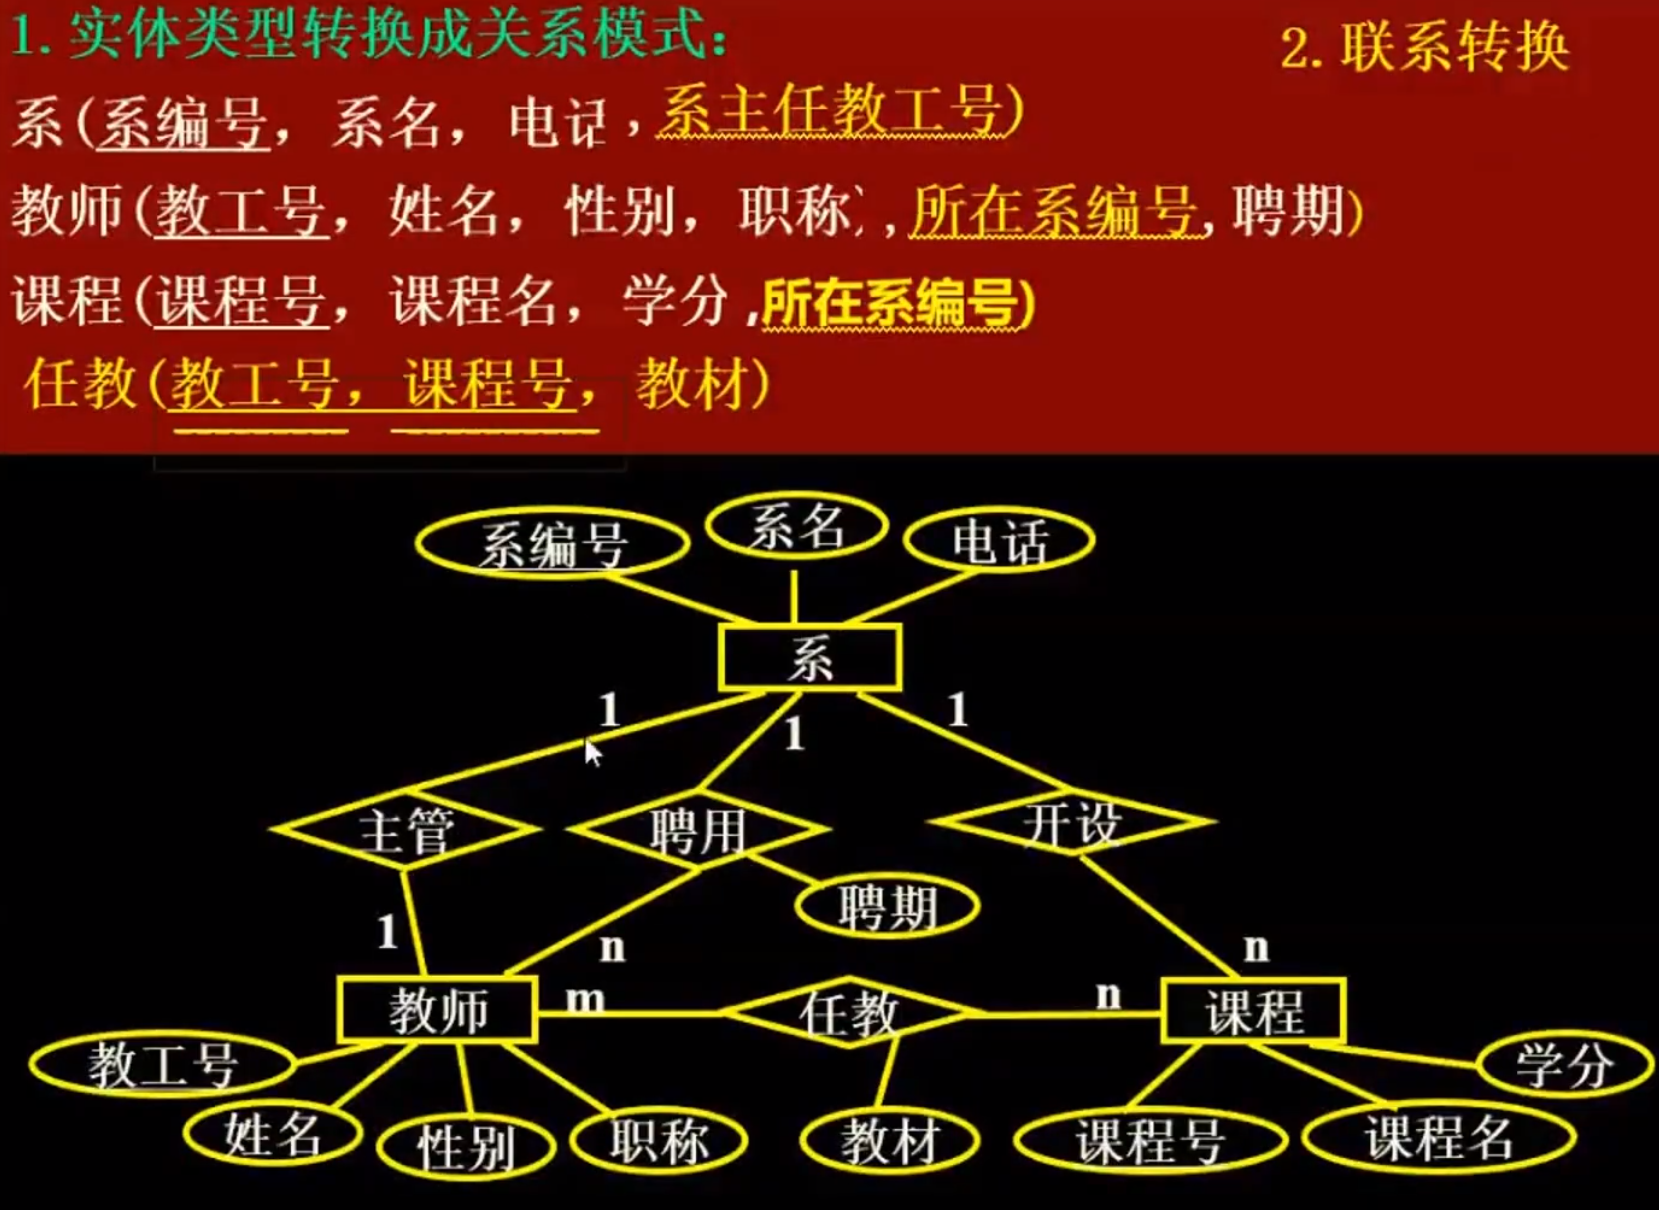 1. 实体类型转换成关系模式：
2. 联系转换
系(系编号，系名，电话,系主任教工号)
教师(教工号，姓名，性别，职称,所在系编号,聘期)
课程(课程号，课程名，学分,所在系编号)
任教(教工号，课程号，教材)
系编号
系名
电话
系
1
1
1
主管
聘用
开设
聘期
1
n
n
教师
m
任教
n
课程
教工号
姓名
性别
职称
教材
课程号
课程名
学分